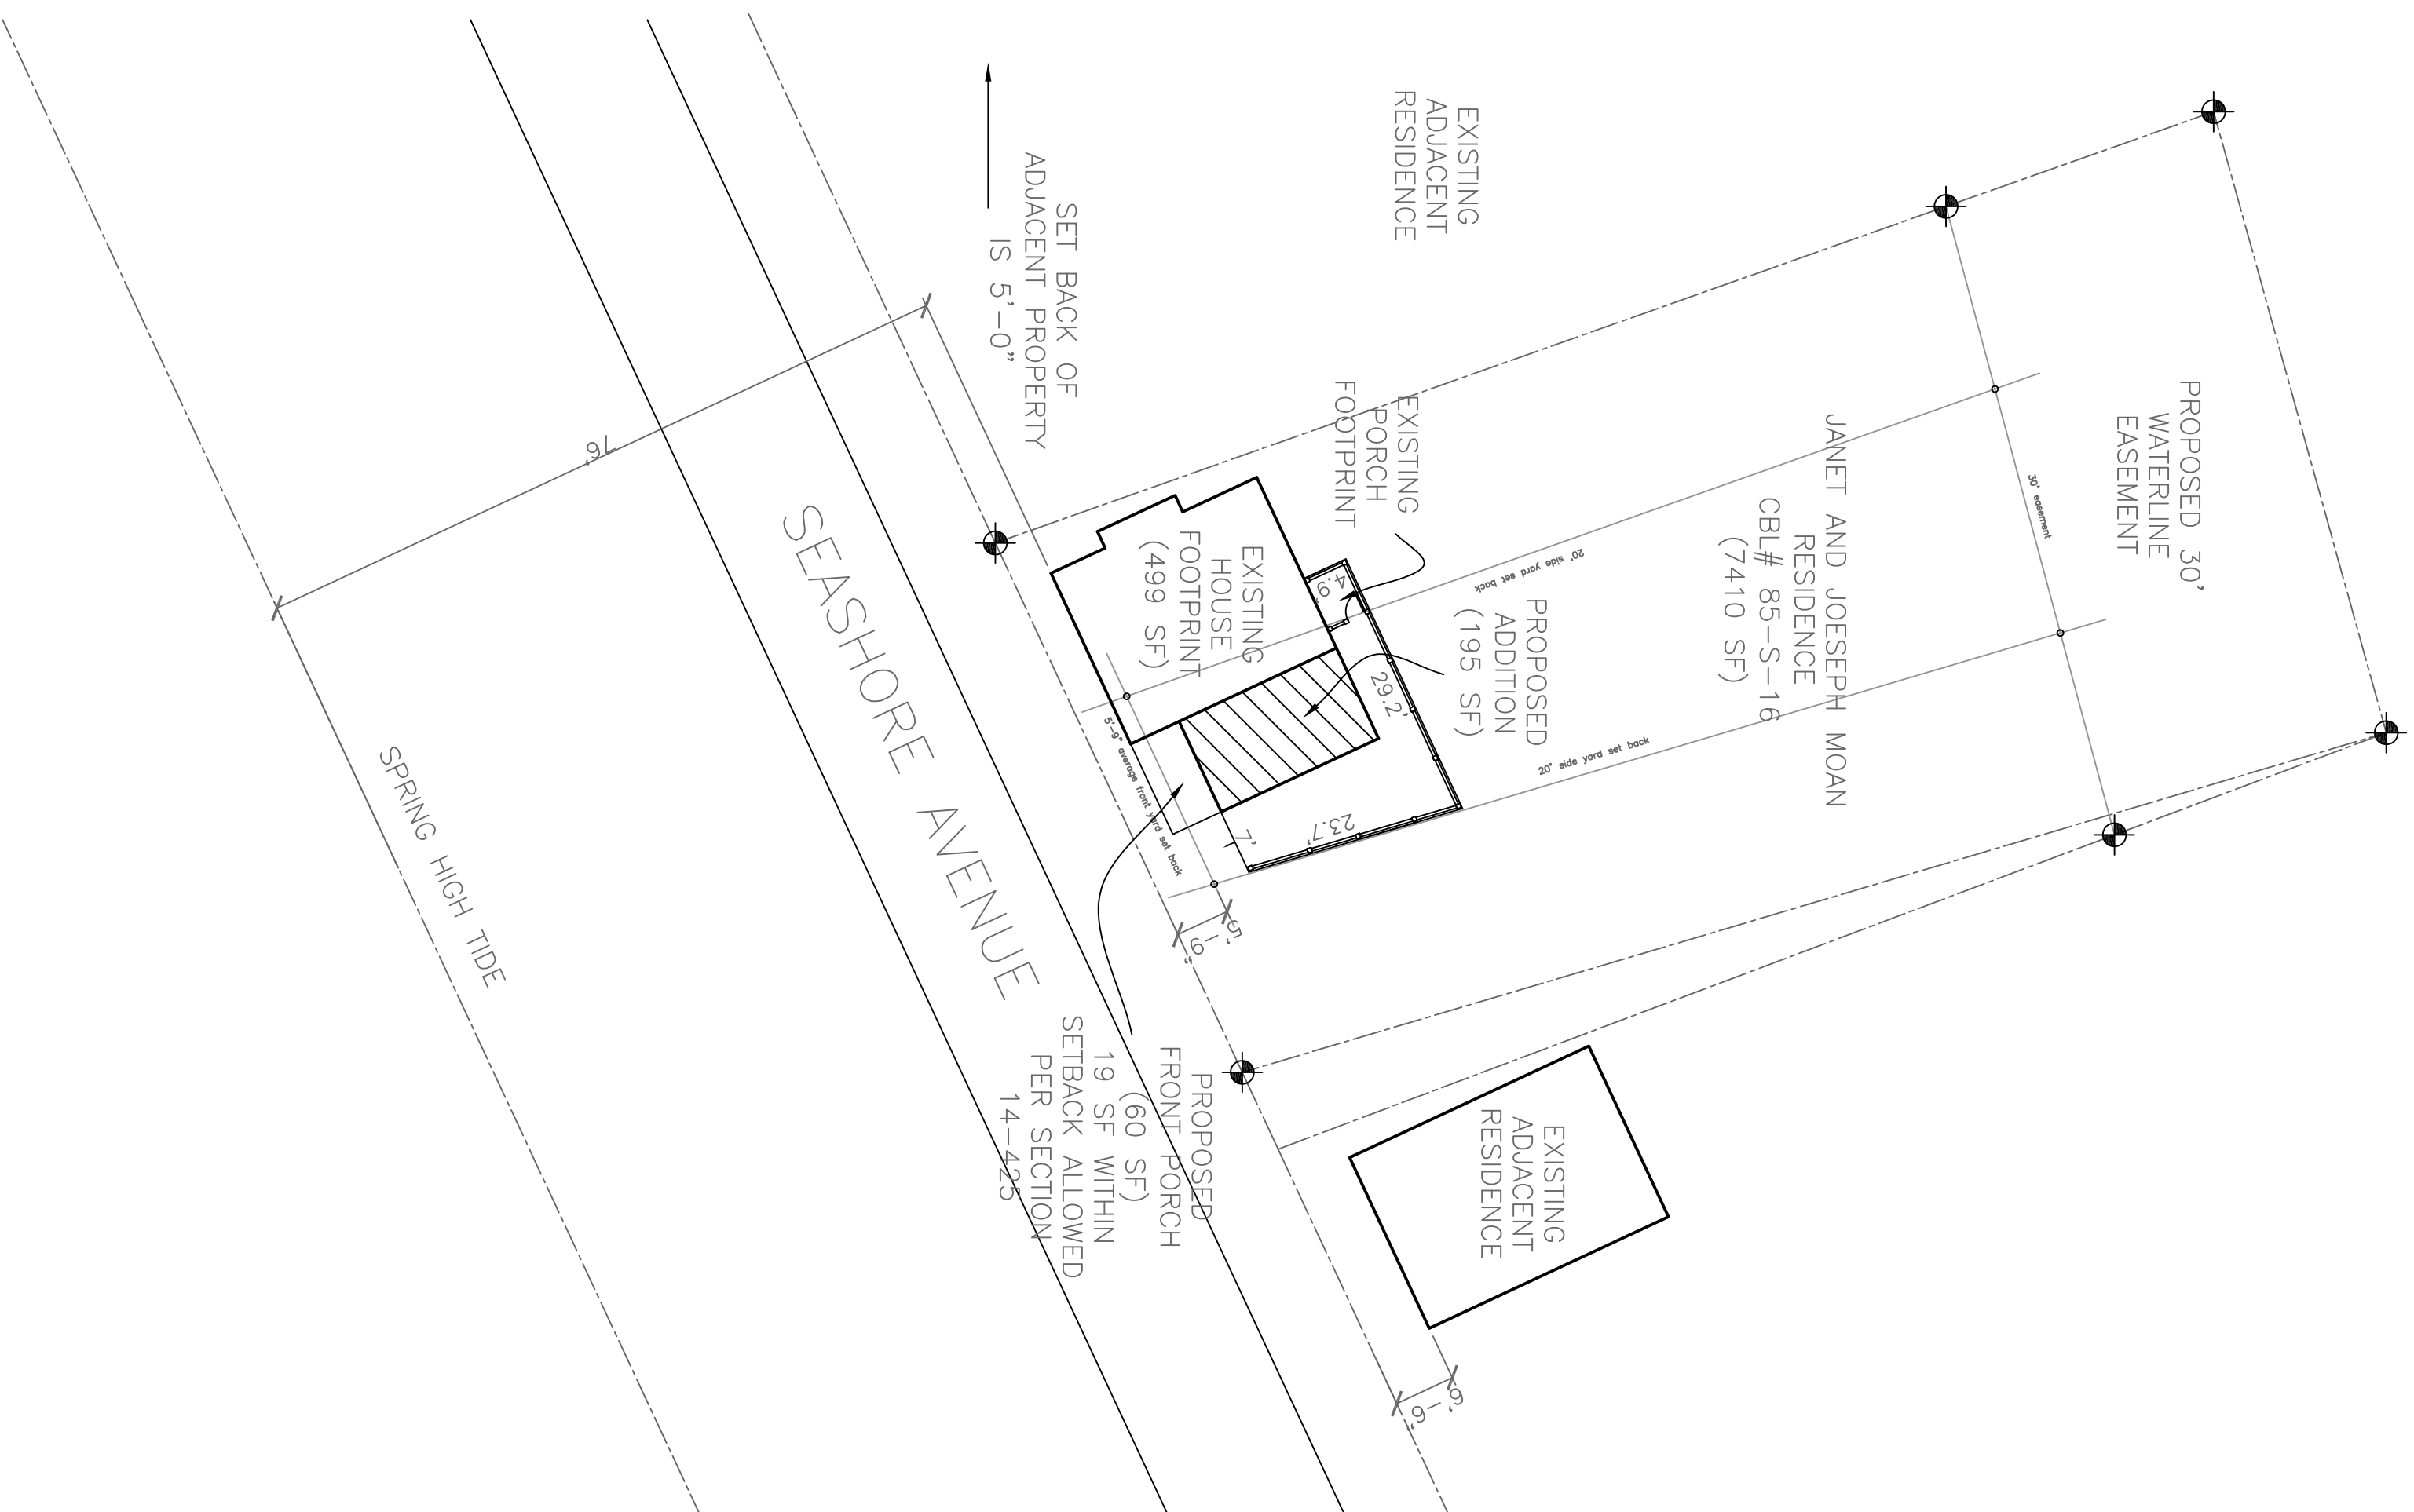 PROPOSED 30'
WATERLINE
EASEMENT
30' easement
JANET AND JOESEPH MOAN
RESIDENCE
CBL# 85-S-16
(7410 SF)
EXISTING
ADJACENT
RESIDENCE
20' side yard set back
20' side yard set back
PROPOSED
ADDITION
(195 SF)
EXISTING
PORCH
FOOTPRINT
4.9'
29.2'
23.7'
7'
EXISTING
HOUSE
FOOTPRINT
(499 SF)
5'-9" average front yard set back
5'-9"
EXISTING
ADJACENT
RESIDENCE
6'-6"
SET BACK OF
ADJACENT PROPERTY
IS 5'-0"
PROPOSED
FRONT PORCH
(60 SF)
19 SF WITHIN
SETBACK ALLOWED
PER SECTION
14-425
SEASHORE AVENUE
76'
SPRING HIGH TIDE